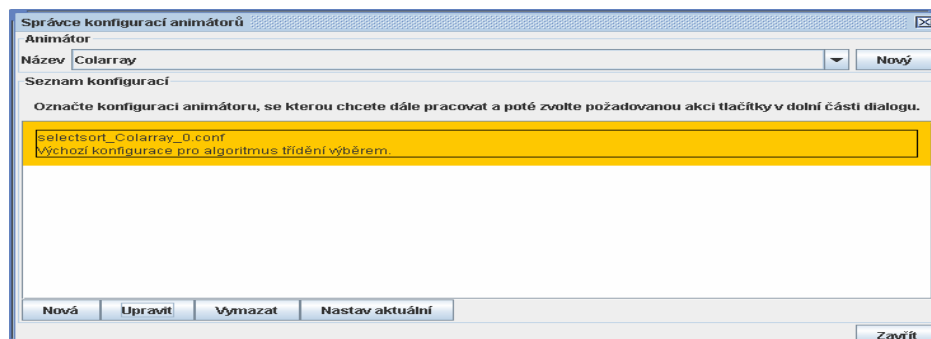 Správce konfigurací animátorů
Animátor
Název Colarray Nový
Seznam konfigurací
Označte konfiguraci animátoru, se kterou chcete dále pracovat a poté zvolte požadovanou akci tlačítky v dolní části dialogu.
selectsort_Colarray_0.conf
Výchozí konfigurace pro algoritmus třídění výběrem.
Nová Upravit Vymazat Nastav aktuální
Zavřít